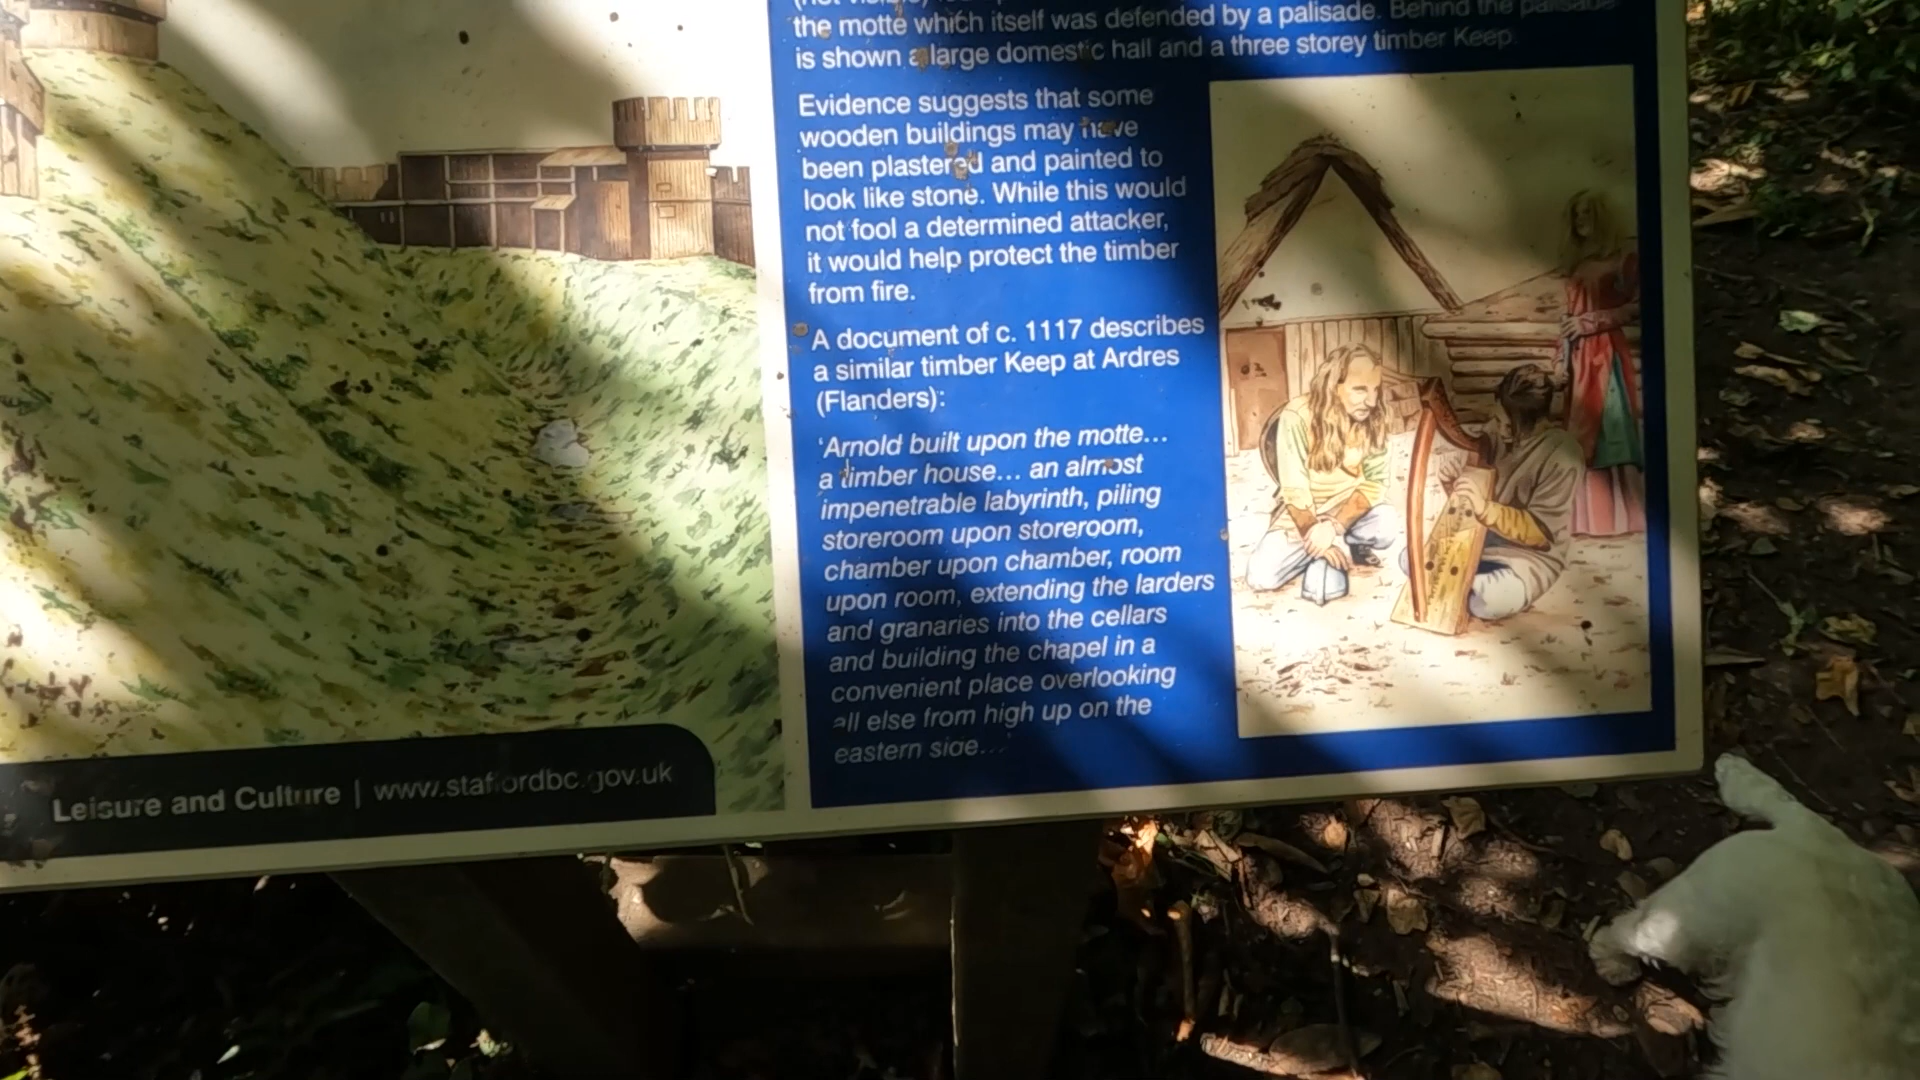 the motte which itself was defended by a palisade. Behind the palisade
is shown a large domestic hall and a three storey timber Keep.
Evidence suggests that some
wooden buildings may have
been plastered and painted to
look like stone. While this would
not fool a determined attacker,
it would help protect the timber
from fire.
A document of c. 1117 describes
a similar timber Keep at Ardres
(Flanders):
‘Arnold built upon the motte...
a timber house... an almost
impenetrable labyrinth, piling
storeroom upon storeroom,
chamber upon chamber, room
upon room, extending the larders
and granaries into the cellars
and building the chapel in a
convenient place overlooking
all else from high up on the
eastern side...’
Leisure and Culture | www.staffordbc.gov.uk